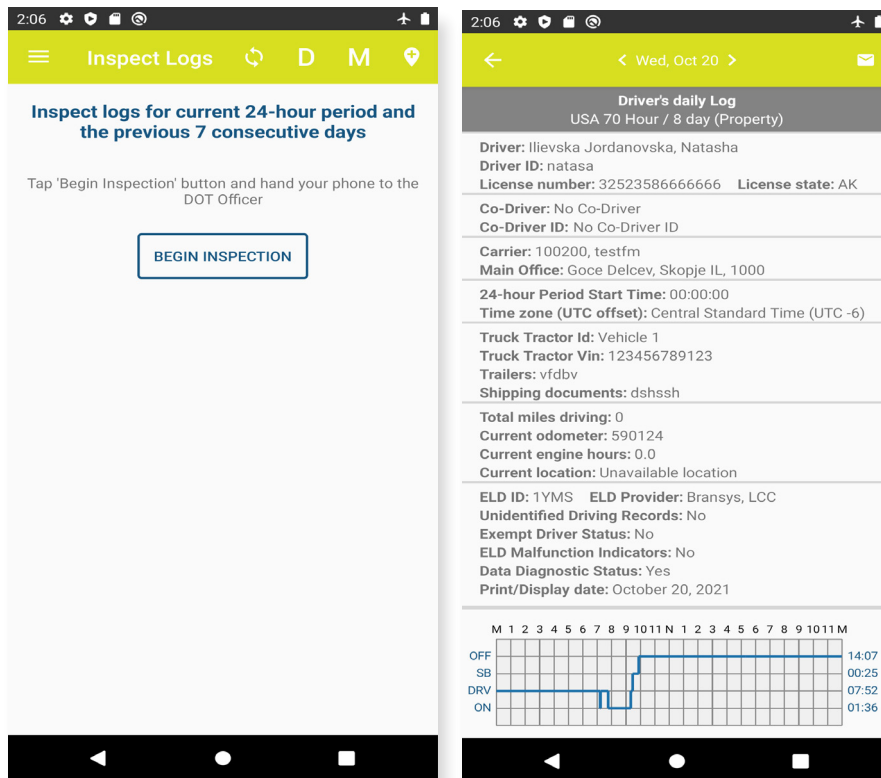 2:06
Inspect Logs D M
Inspect logs for current 24-hour period and
the previous 7 consecutive days
Tap 'Begin Inspection' button and hand your phone to the
DOT Officer
BEGIN INSPECTION
2:06
Wed, Oct 20
Driver's daily Log
USA 70 Hour / 8 day (Property)
Driver: Ilievska Jordanovska, Natasha
Driver ID: natasa
License number: 32523586666666 License state: AK
Co-Driver: No Co-Driver
Co-Driver ID: No Co-Driver ID
Carrier: 100200, testfm
Main Office: Goce Delcev, Skopje IL, 1000
24-hour Period Start Time: 00:00:00
Time zone (UTC offset): Central Standard Time (UTC -6)
Truck Tractor Id: Vehicle 1
Truck Tractor Vin: 123456789123
Trailers: vfdbv
Shipping documents: dshssh
Total miles driving: 0
Current odometer: 590124
Current engine hours: 0.0
Current location: Unavailable location
ELD ID: 1YMS ELD Provider: Bransys, LCC
Unidentified Driving Records: No
Exempt Driver Status: No
ELD Malfunction Indicators: No
Data Diagnostic Status: Yes
Print/Display date: October 20, 2021
M 1 2 3 4 5 6 7 8 9 10 11 N 1 2 3 4 5 6 7 8 9 10 11 M
OFF 14:07
SB 00:25
DRV 07:52
ON 01:36